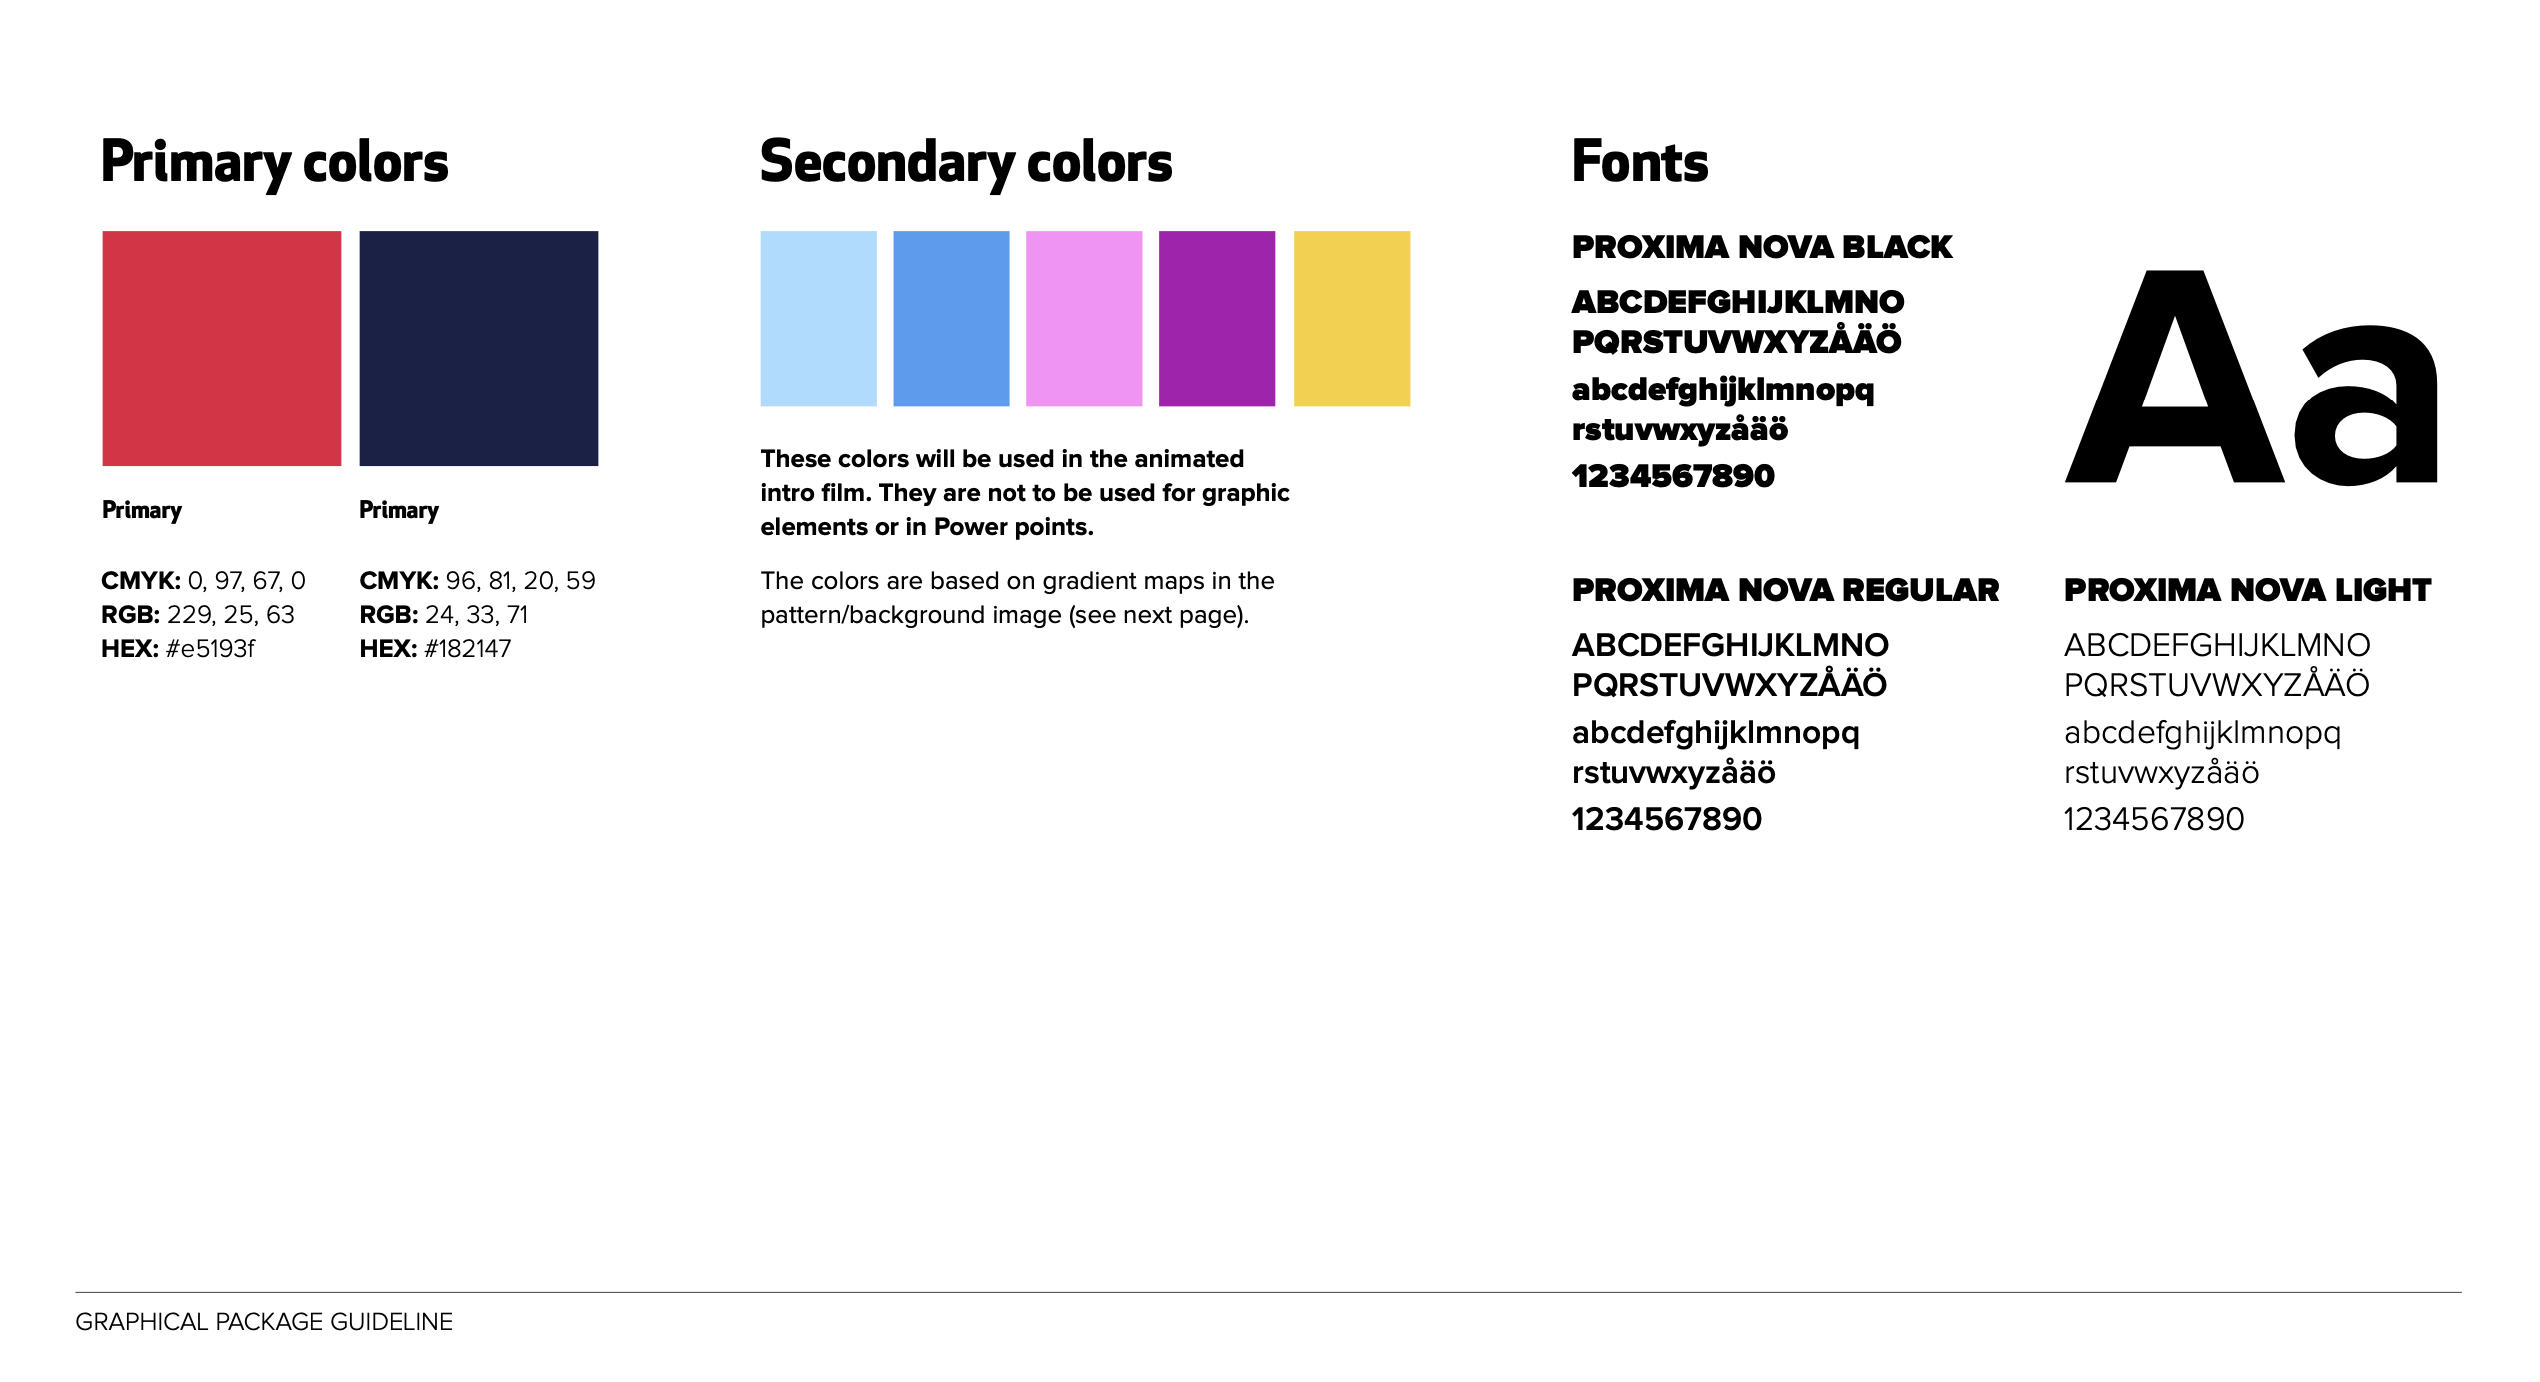 Primary colors
Primary
CMYK: 0, 97, 67, 0
RGB: 229, 25, 63
HEX: #e5193f
Primary
CMYK: 96, 81, 20, 59
RGB: 24, 33, 71
HEX: #182147
Secondary colors
These colors will be used in the animated
intro film. They are not to be used for graphic
elements or in Power points.
The colors are based on gradient maps in the
pattern/background image (see next page).
Fonts
PROXIMA NOVA BLACK
ABCDEFGHIJKLMNO
PQRSTUVWXYZÅÄÖ
abcdefghijklmnopq
rstuvwxyzåäö
1234567890
Aa
PROXIMA NOVA REGULAR
ABCDEFGHIJKLMNO
PQRSTUVWXYZÅÄÖ
abcdefghijklmnopq
rstuvwxyzåäö
1234567890
PROXIMA NOVA LIGHT
ABCDEFGHIJKLMNO
PQRSTUVWXYZÅÄÖ
abcdefghijklmnopq
rstuvwxyzåäö
1234567890
GRAPHICAL PACKAGE GUIDELINE